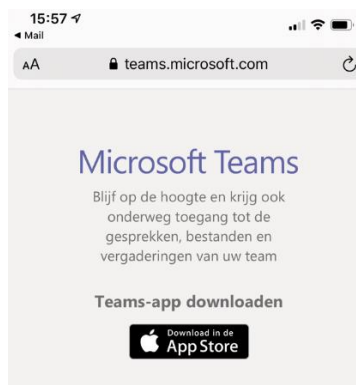 15:57
◀ Mail
AA teams.microsoft.com
Microsoft Teams
Blijf op de hoogte en krijg ook
onderweg toegang tot de
gesprekken, bestanden en
vergaderingen van uw team
Teams-app downloaden
Download in de
App Store